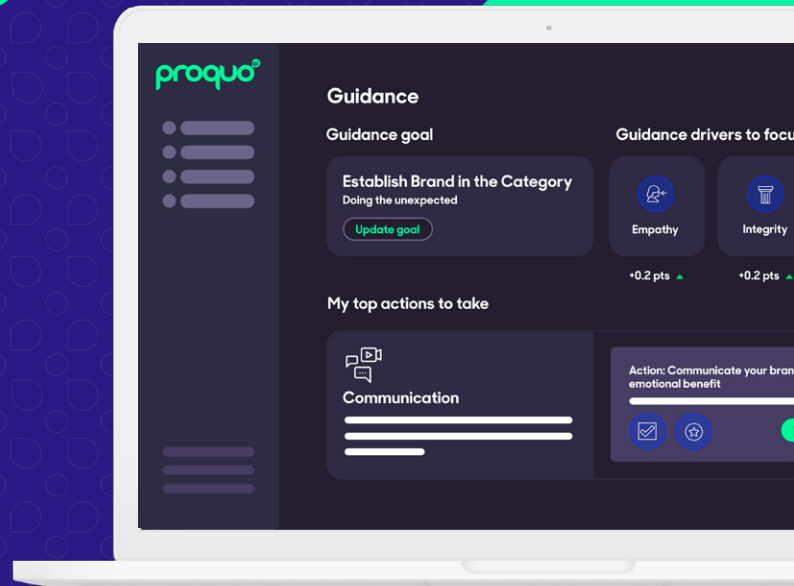 proquo ai
Guidance
Guidance goal
Guidance drivers to focu
Establish Brand in the Category
Doing the unexpected
Update goal
Empathy
Integrity
+0.2 pts
+0.2 pts
My top actions to take
Communication
Action: Communicate your bran
emotional benefit